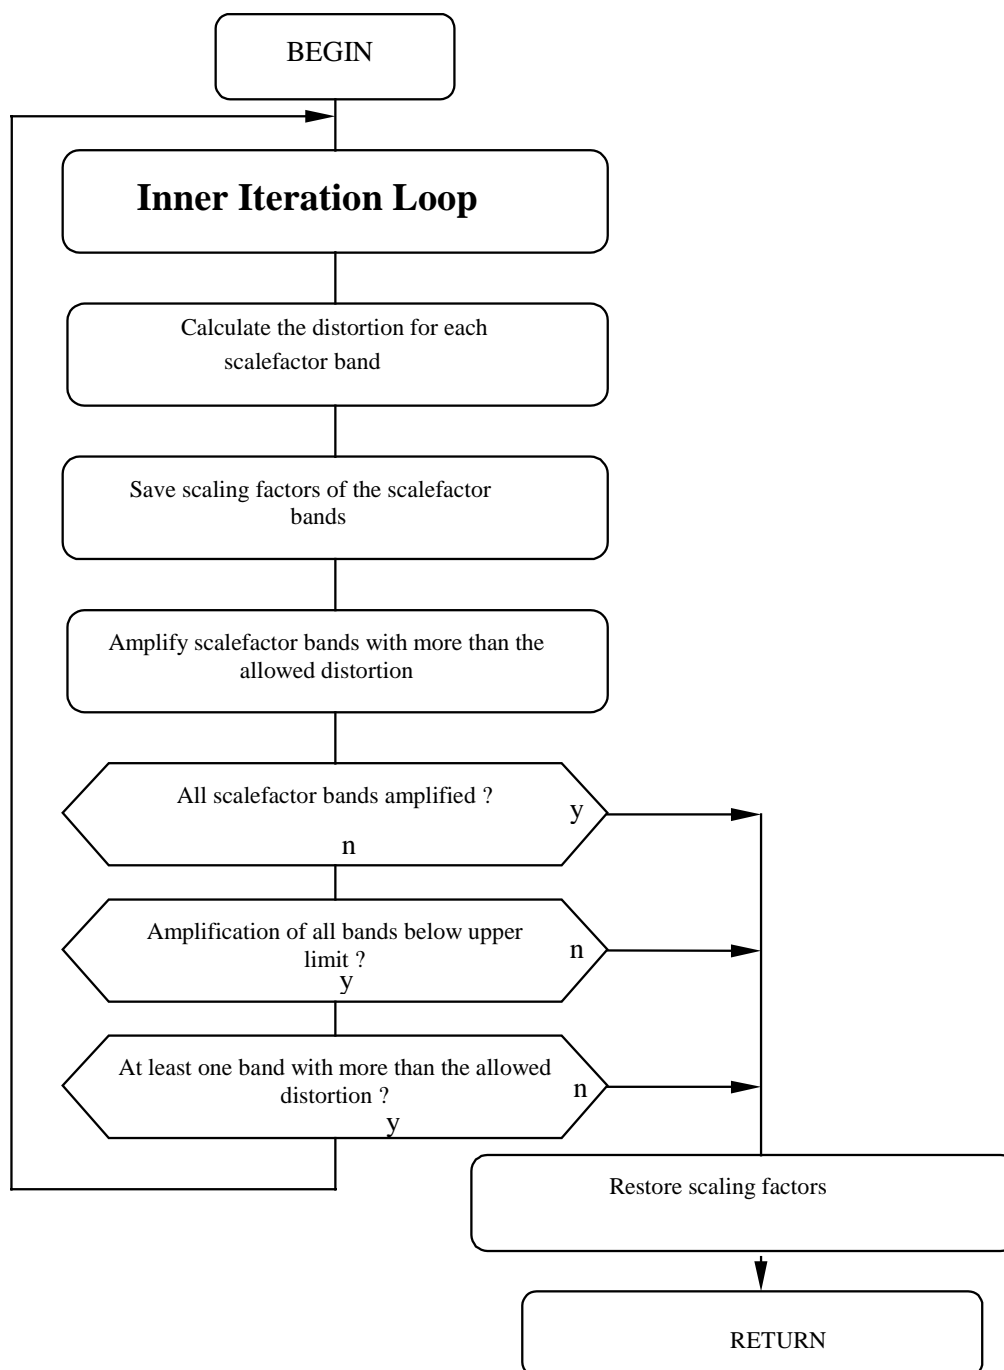 BEGIN
Inner Iteration Loop
Calculate the distortion for each
scalefactor band
Save scaling factors of the scalefactor
bands
Amplify scalefactor bands with more than the
allowed distortion
All scalefactor bands amplified ?
y
n
Amplification of all bands below upper
limit ?
n
y
At least one band with more than the allowed
distortion ?
n
y
Restore scaling factors
RETURN